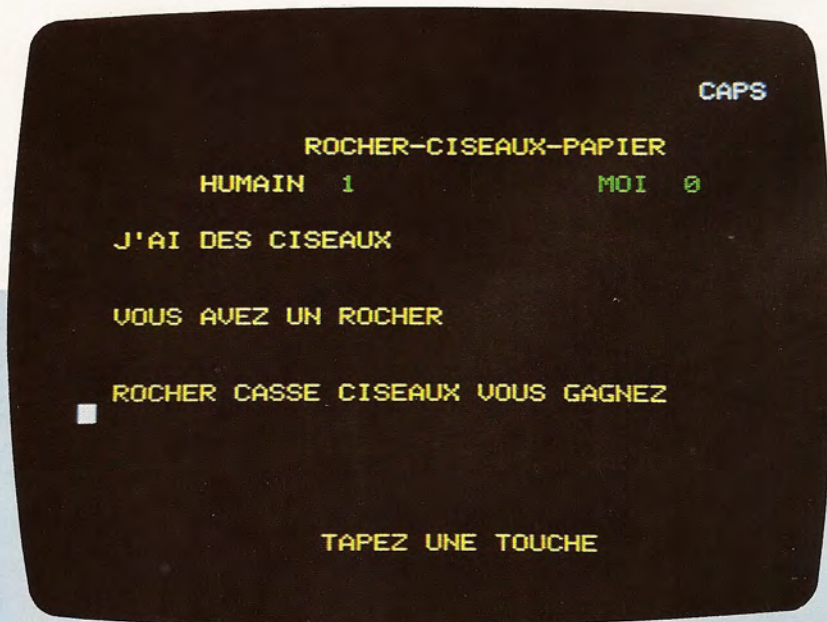 CAPS
ROCHER-CISEAUX-PAPIER
HUMAIN 1 MOI 0
J'AI DES CISEAUX
VOUS AVEZ UN ROCHER
ROCHER CASSE CISEAUX VOUS GAGNEZ
TAPEZ UNE TOUCHE